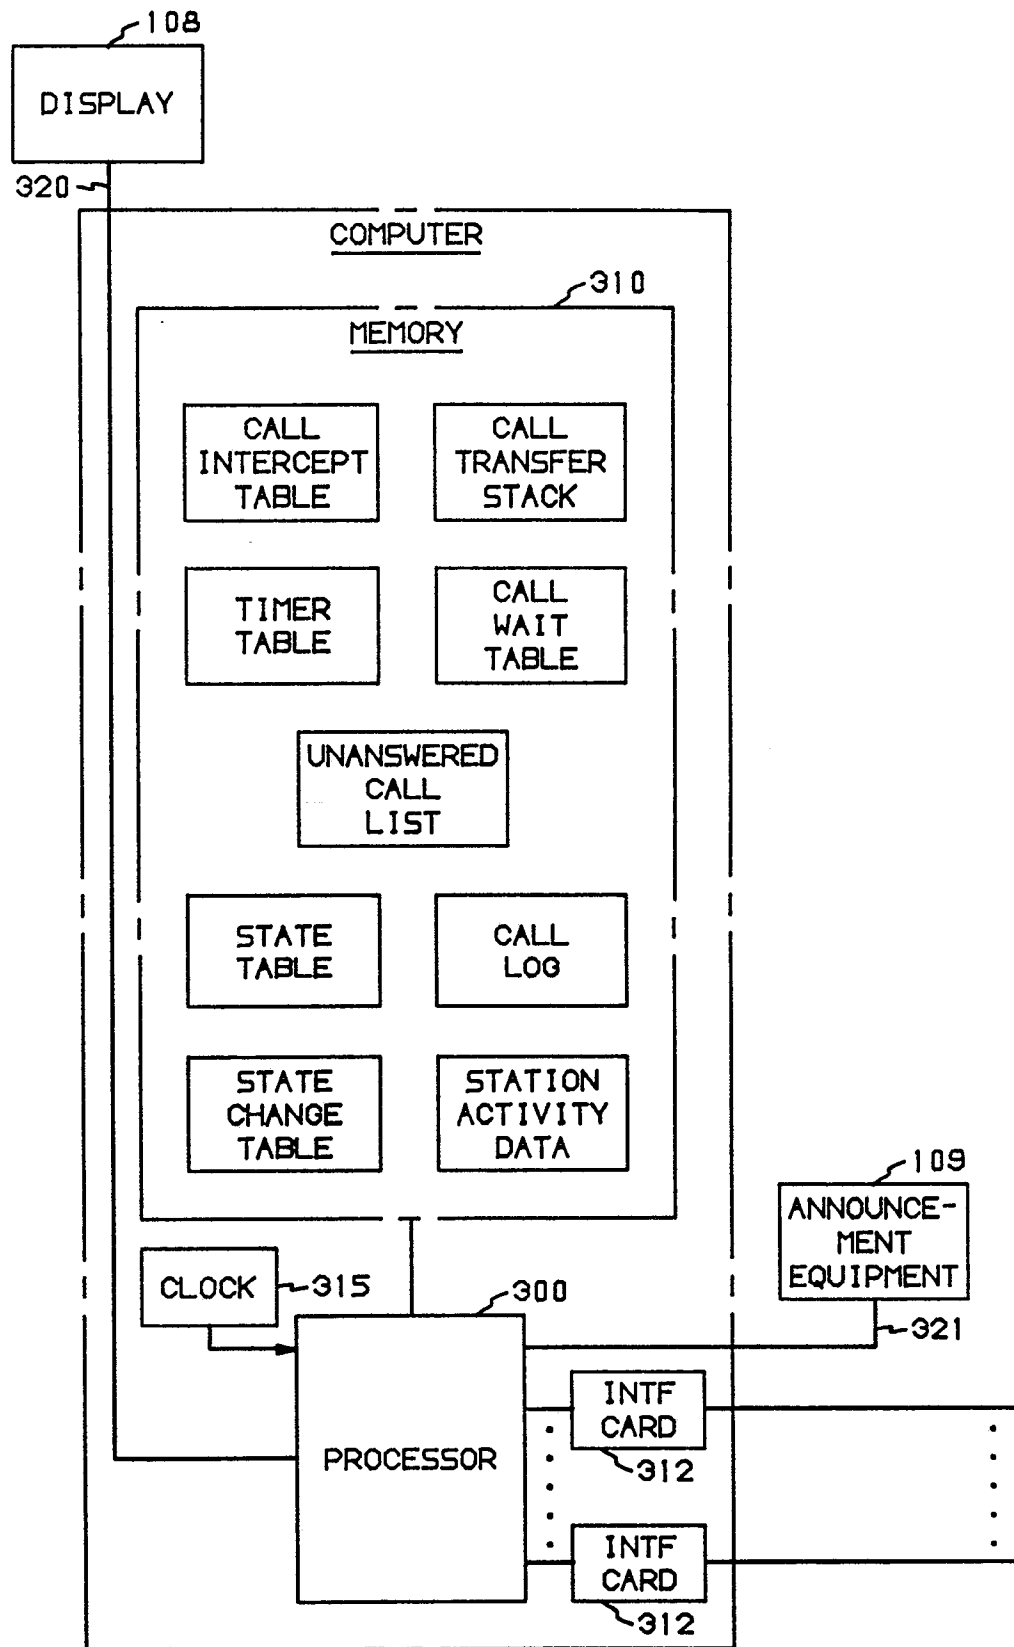 108
DISPLAY
320
COMPUTER
310
MEMORY
CALL
INTERCEPT
TABLE
CALL
TRANSFER
STACK
TIMER
TABLE
CALL
WAIT
TABLE
UNANSWERED
CALL
LIST
STATE
TABLE
CALL
LOG
STATE
CHANGE
TABLE
STATION
ACTIVITY
DATA
109
ANNOUNCE-
MENT
EQUIPMENT
321
CLOCK
315
300
PROCESSOR
INTF
CARD
312
INTF
CARD
312